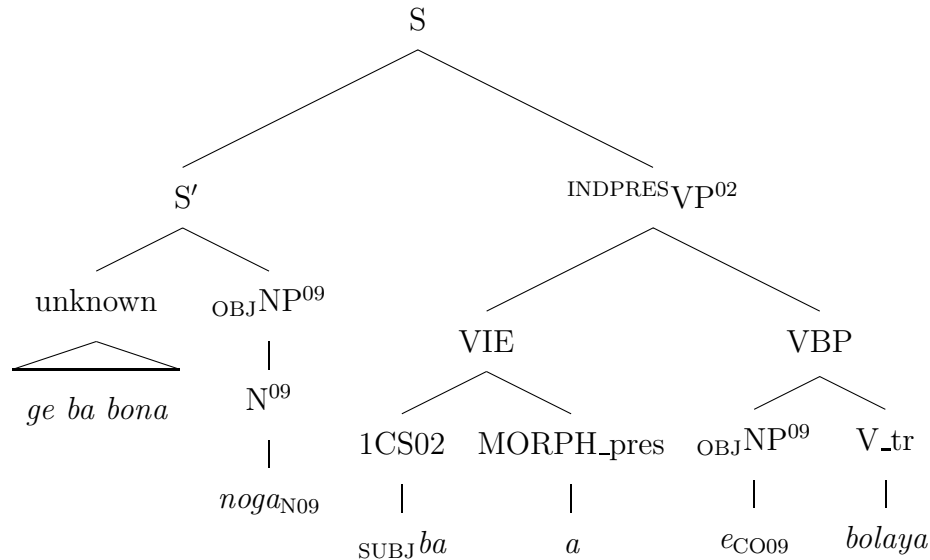 S
S′ INDPRESVP02
unknown OBJNP09 VIE VBP
ge ba bona N09 1CS02 MORPH_pres OBJNP09 V_tr
nogaN09 SUBJba a eCO09 bolaya